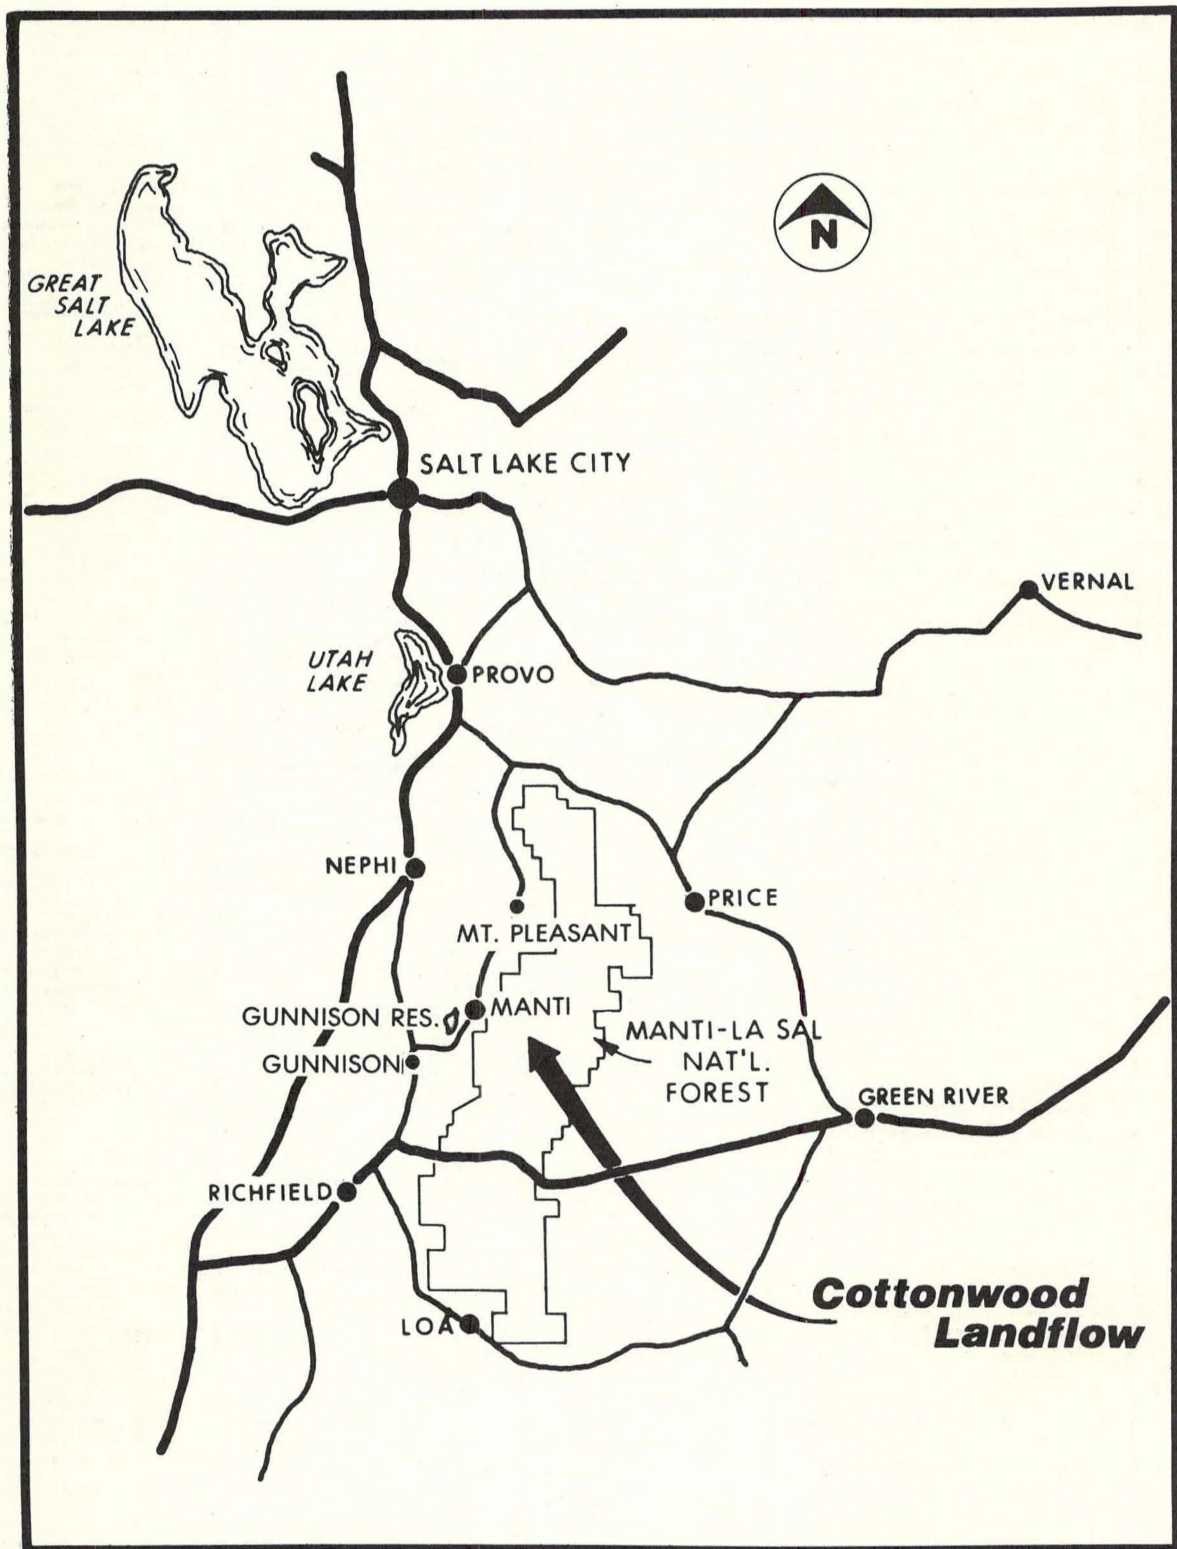 N
GREAT
SALT
LAKE
SALT LAKE CITY
VERNAL
UTAH
LAKE
PROVO
NEPHI
PRICE
MT. PLEASANT
MANTI
GUNNISON RES.
MANTI-LA SAL
NAT'L.
FOREST
GUNNISON
GREEN RIVER
RICHFIELD
Cottonwood
Landflow
LOA